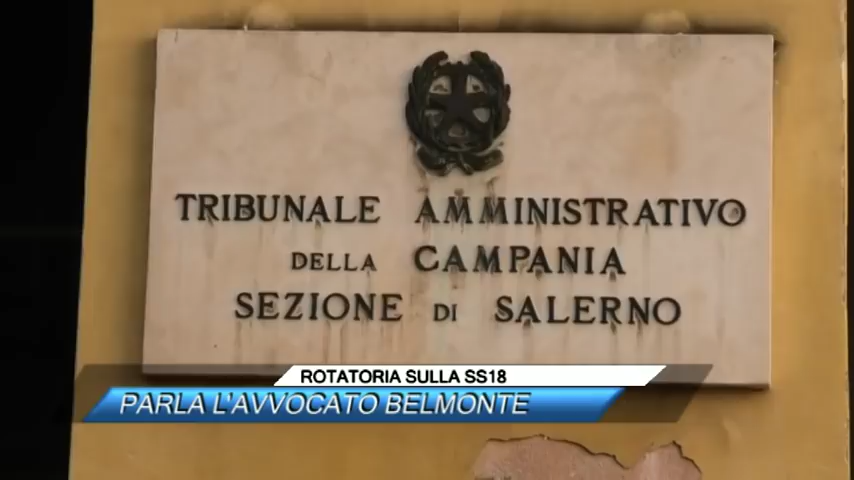 TRIBUNALE AMMINISTRATIVO
DELLA CAMPANIA
SEZIONE DI SALERNO
ROTATORIA SULLA SS18
PARLA L'AVVOCATO BELMONTE